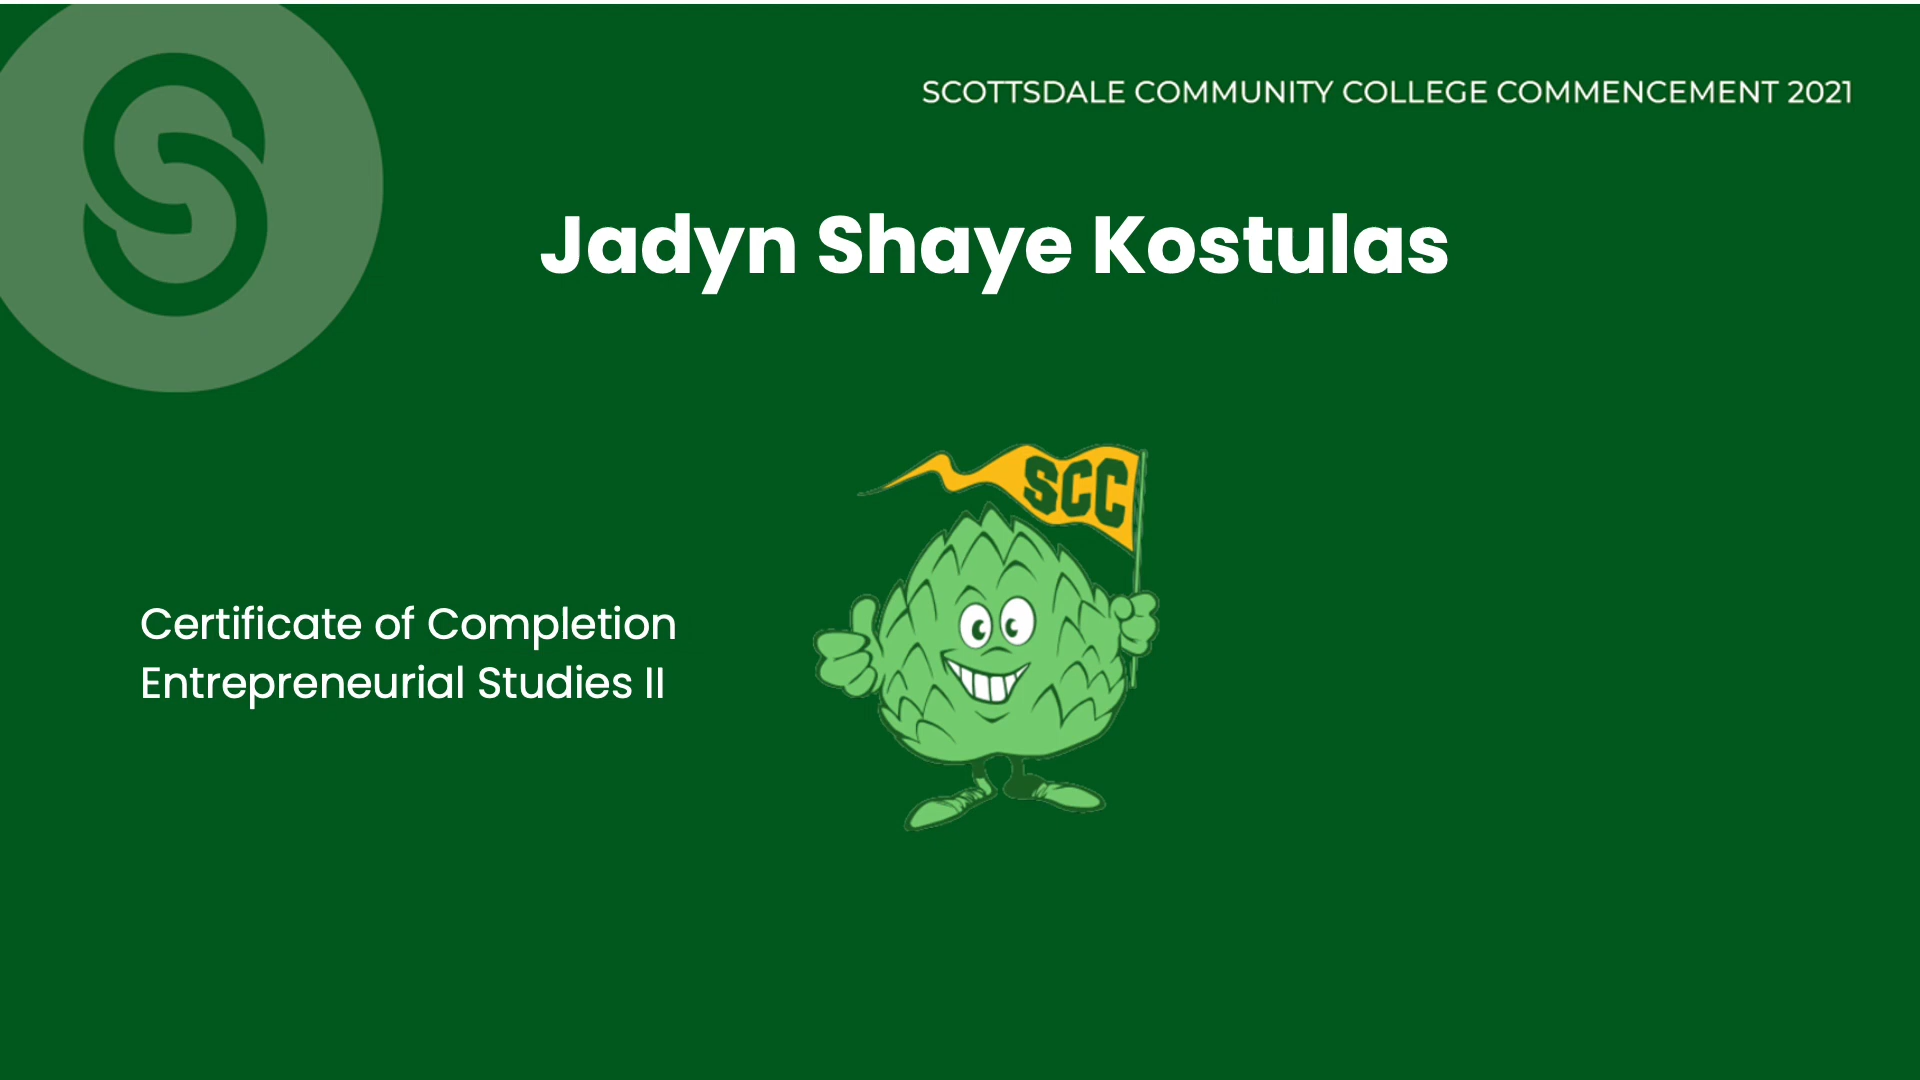 SCOTTSDALE COMMUNITY COLLEGE COMMENCEMENT 2021
Jadyn Shaye Kostulas
SCC
Certificate of Completion
Entrepreneurial Studies II